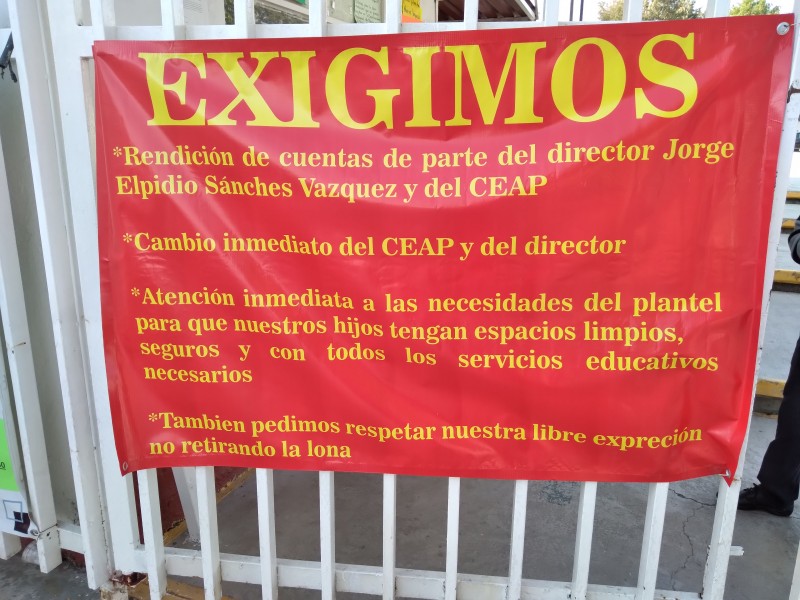 EXIGIMOS
*Rendición de cuentas de parte del director Jorge
Elpidio Sánches Vazquez y del CEAP
*Cambio inmediato del CEAP y del director
*Atención inmediata a las necesidades del plantel
para que nuestros hijos tengan espacios limpios,
seguros y con todos los servicios educativos
necesarios
*Tambien pedimos respetar nuestra libre expreción
no retirando la lona